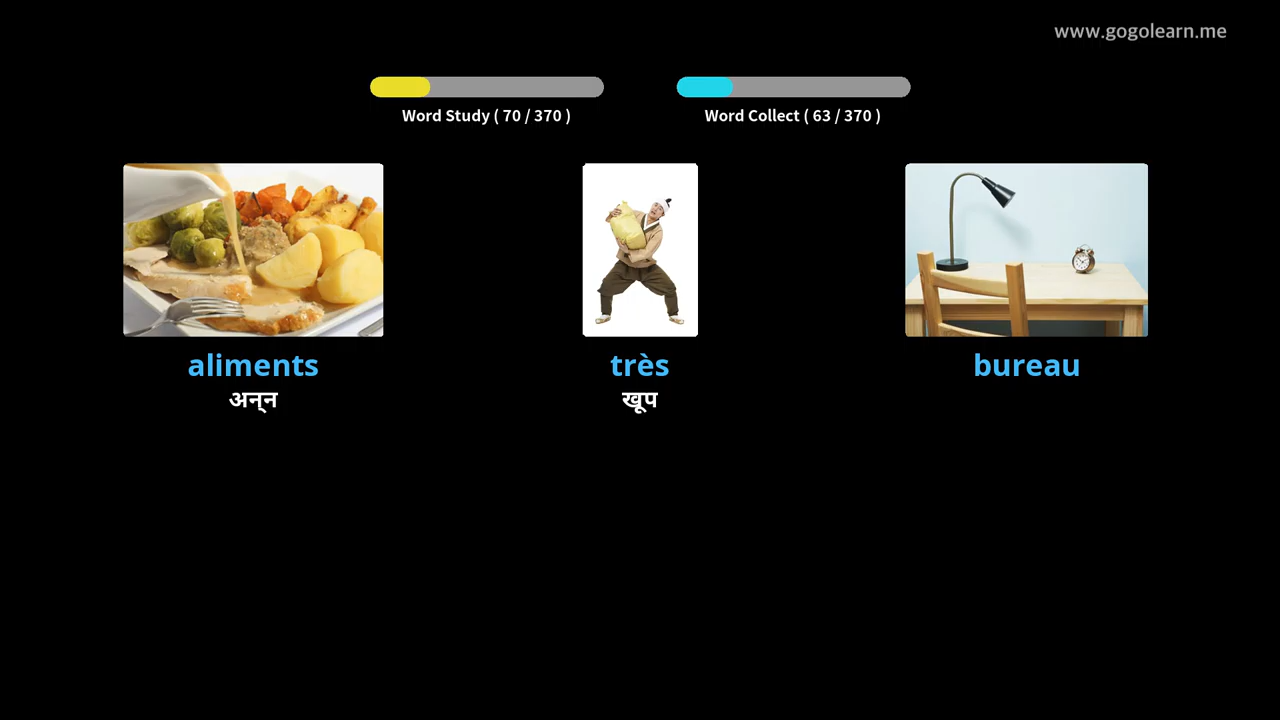 www.gogolearn.me
Word Study ( 70 / 370 )
Word Collect ( 63 / 370 )
aliments
très
bureau
अन्‍न
खूप